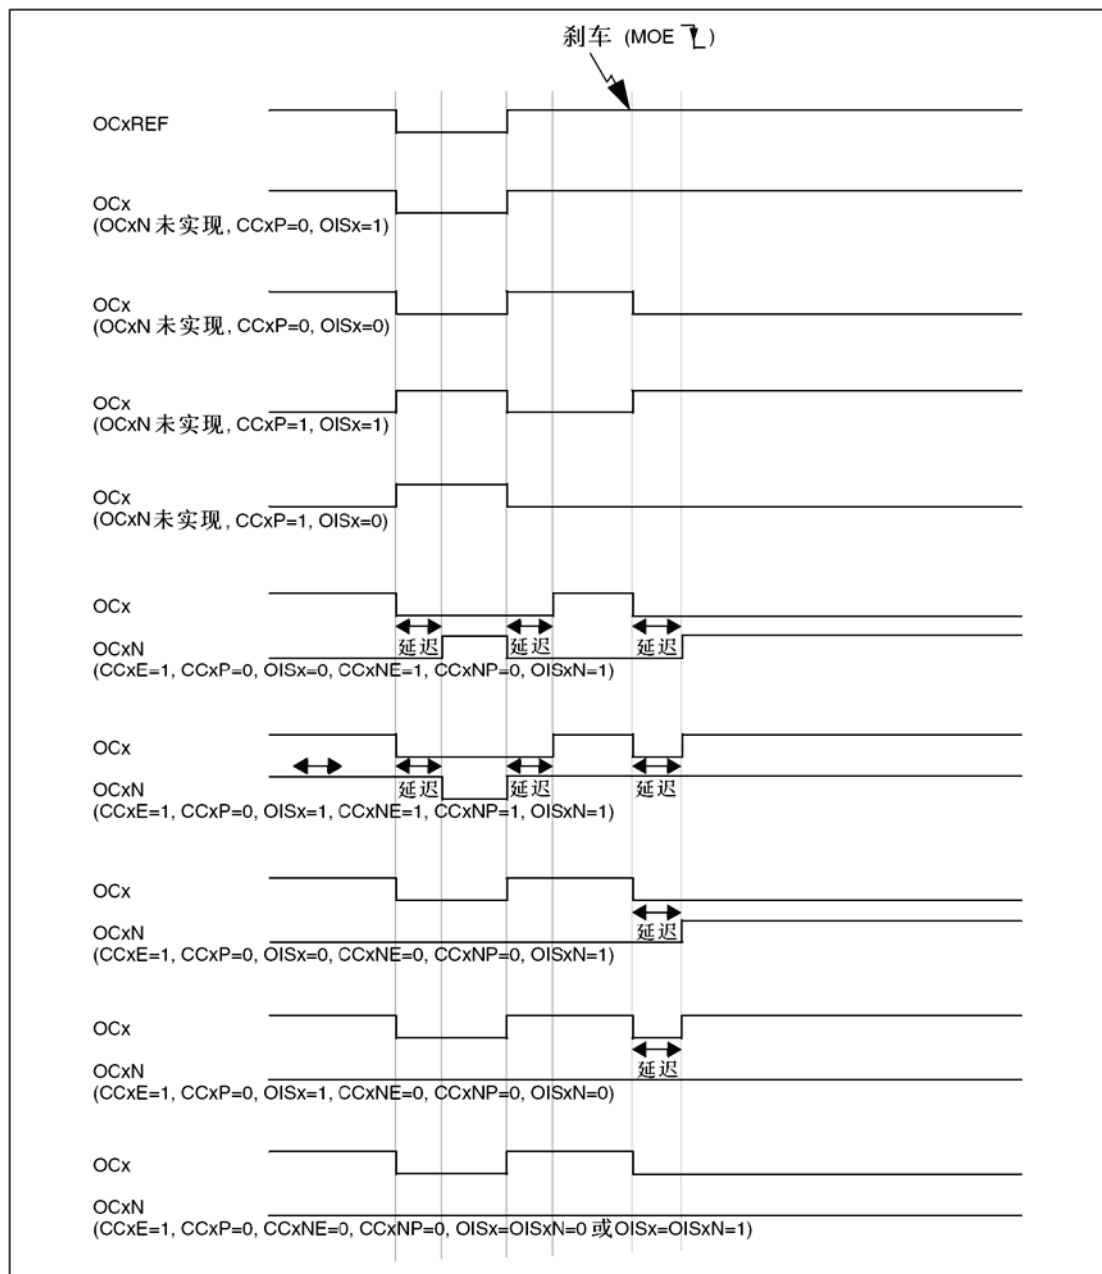 刹车 (MOE )
OCxREF
OCx
(OCxN 未实现, CCxP=0, OISx=1)
OCx
(OCxN 未实现, CCxP=0, OISx=0)
OCx
(OCxN 未实现, CCxP=1, OISx=1)
OCx
(OCxN 未实现, CCxP=1, OISx=0)
OCx
延迟 延迟 延迟
OCxN
(CCxE=1, CCxP=0, OISx=0, CCxNE=1, CCxNP=0, OISxN=1)
OCx
延迟 延迟 延迟
OCxN
(CCxE=1, CCxP=0, OISx=1, CCxNE=1, CCxNP=1, OISxN=1)
OCx
延迟
OCxN
(CCxE=1, CCxP=0, OISx=0, CCxNE=0, CCxNP=0, OISxN=1)
OCx
延迟
OCxN
(CCxE=1, CCxP=0, OISx=1, CCxNE=0, CCxNP=0, OISxN=0)
OCx
OCxN
(CCxE=1, CCxP=0, CCxNE=0, CCxNP=0, OISx=OISxN=0 或OISx=OISxN=1)